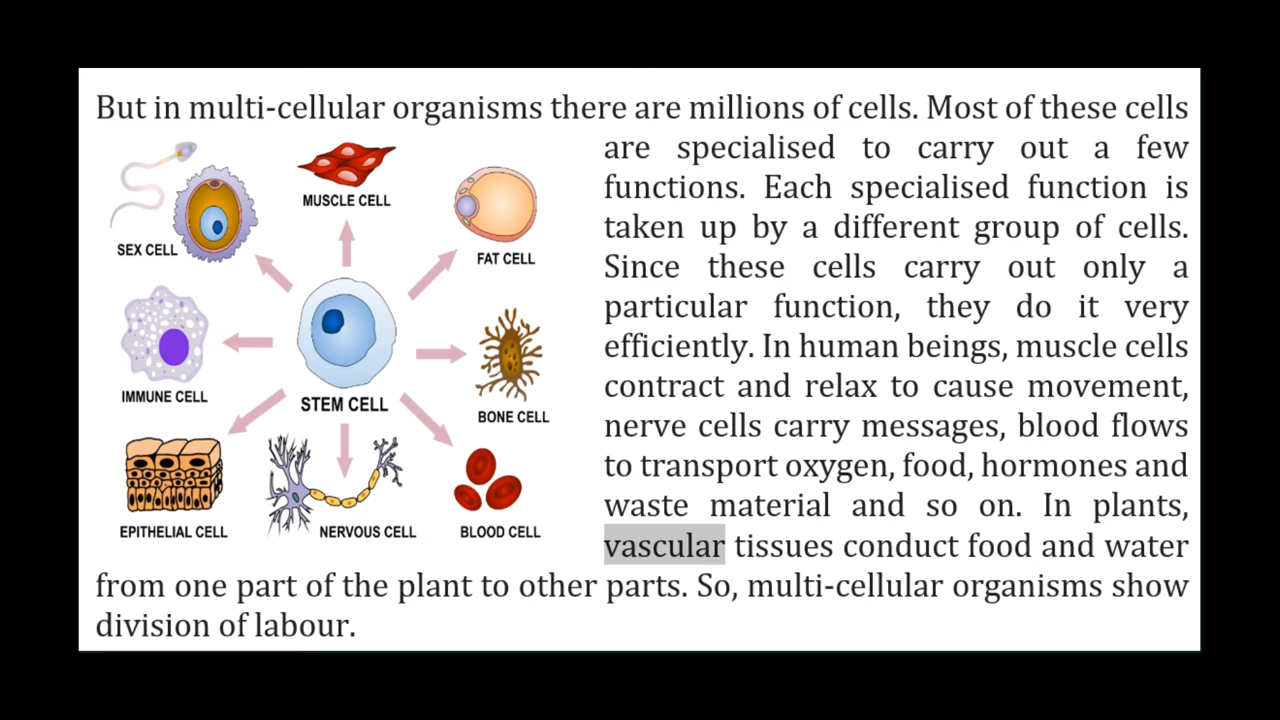 But in multi-cellular organisms there are millions of cells. Most of these cells
are specialised to carry out a few
functions. Each specialised function is
taken up by a different group of cells.
Since these cells carry out only a
particular function, they do it very
efficiently. In human beings, muscle cells
contract and relax to cause movement,
nerve cells carry messages, blood flows
to transport oxygen, food, hormones and
waste material and so on. In plants,
vascular tissues conduct food and water
from one part of the plant to other parts. So, multi-cellular organisms show
division of labour.
MUSCLE CELL
SEX CELL
FAT CELL
IMMUNE CELL
STEM CELL
BONE CELL
EPITHELIAL CELL
NERVOUS CELL
BLOOD CELL